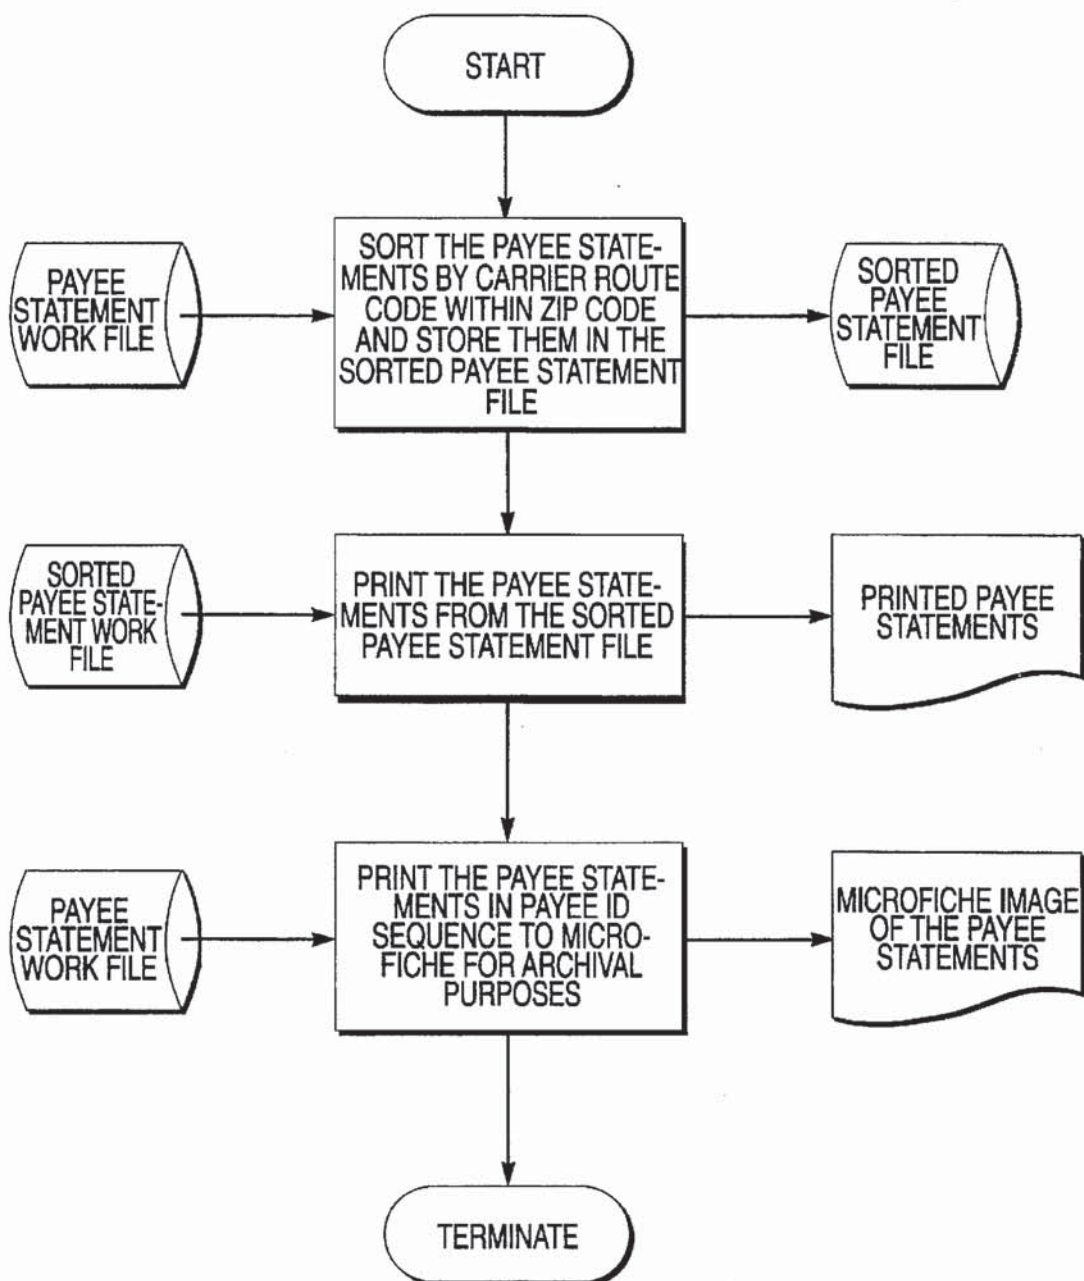 START
PAYEE
STATEMENT
WORK FILE
SORT THE PAYEE STATE-
MENTS BY CARRIER ROUTE
CODE WITHIN ZIP CODE
AND STORE THEM IN THE
SORTED PAYEE STATEMENT
FILE
SORTED
PAYEE
STATEMENT
FILE
SORTED
PAYEE STATE-
MENT WORK
FILE
PRINT THE PAYEE STATE-
MENTS FROM THE SORTED
PAYEE STATEMENT FILE
PRINTED PAYEE
STATEMENTS
PAYEE
STATEMENT
WORK FILE
PRINT THE PAYEE STATE-
MENTS IN PAYEE ID
SEQUENCE TO MICRO-
FICHE FOR ARCHIVAL
PURPOSES
MICROFICHE IMAGE
OF THE PAYEE
STATEMENTS
TERMINATE